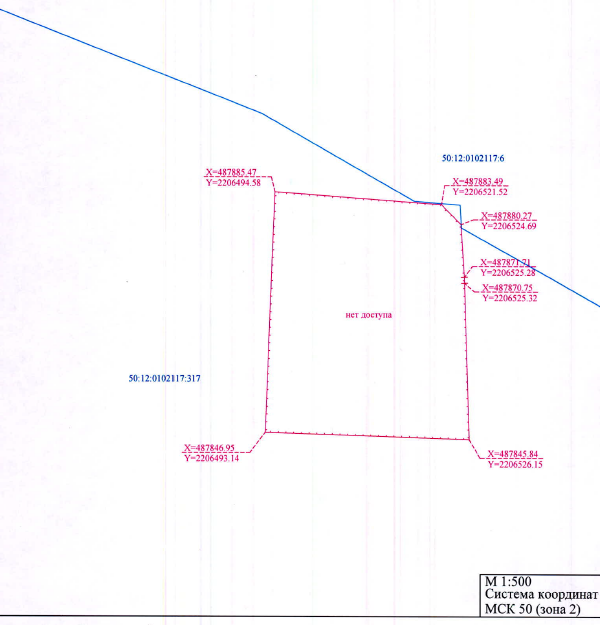 50:12:0102117:6
X=487885.47
Y=2206494.58
X=487883.49
Y=2206521.52
X=487880.27
Y=2206524.69
X=487871.71
Y=2206525.28
X=487870.75
Y=2206525.32
нет доступа
50:12:0102117:317
X=487846.95
Y=2206493.14
X=487845.84
Y=2206526.15
М 1:500
Система координат
МСК 50 (зона 2)